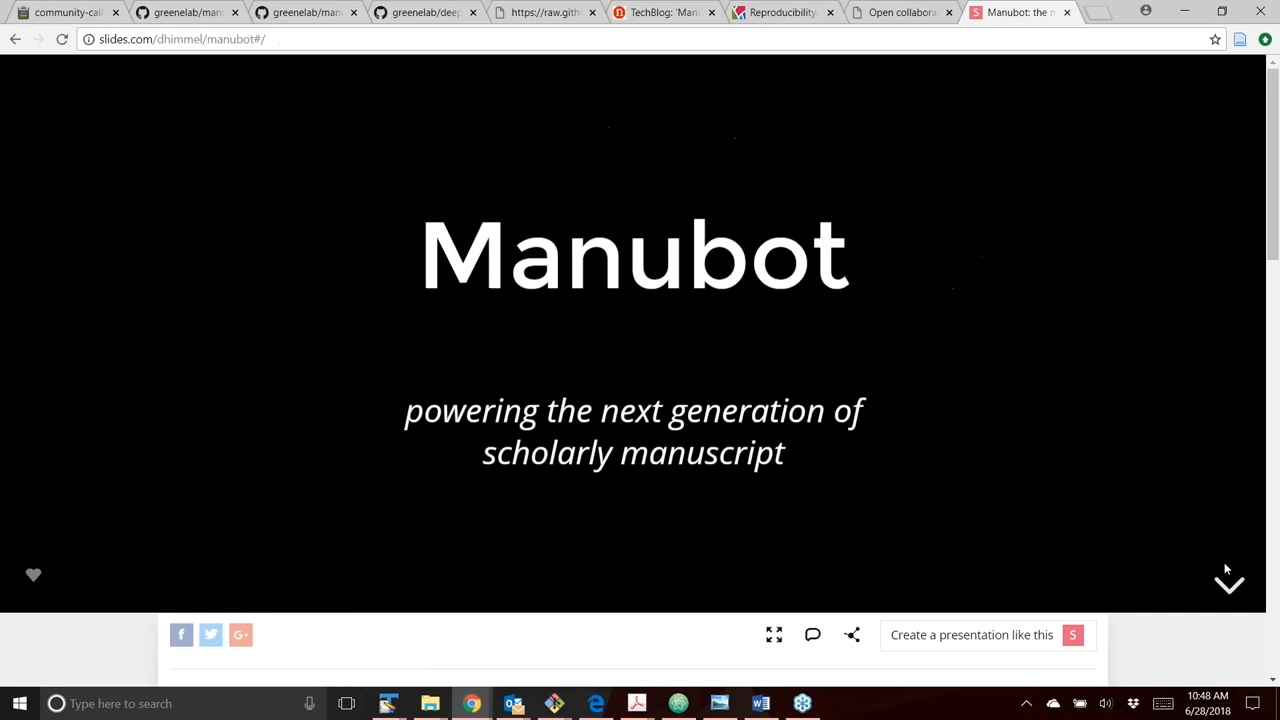 community-call
greenelab/man
greenelab/man
greenelab/deep
https://raw.gith
TechBlog: 'Man
Reproducibility:
Open collabora
Manubot: the n
slides.com/dhimmel/manubot#/
Manubot
powering the next generation of
scholarly manuscript
f
G+
Create a presentation like this
S
Type here to search
10:48 AM
6/28/2018